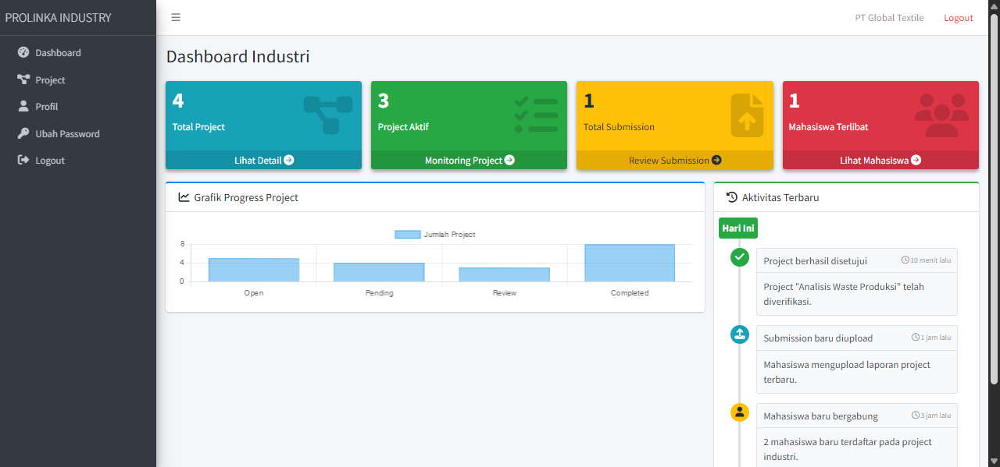 PROLINKA INDUSTRY
PT Global Textile
Logout
Dashboard
Project
Profil
Ubah Password
Logout
Dashboard Industri
4
Total Project
Lihat Detail
3
Project Aktif
Monitoring Project
1
Total Submission
Review Submission
1
Mahasiswa Terlibat
Lihat Mahasiswa
Grafik Progress Project
Jumlah Project
8
4
0
Open
Pending
Review
Completed
Aktivitas Terbaru
Hari Ini
Project berhasil disetujui
10 menit lalu
Project "Analisis Waste Produksi" telah
diverifikasi.
Submission baru diupload
1 jam lalu
Mahasiswa mengupload laporan project
terbaru.
Mahasiswa baru bergabung
3 jam lalu
2 mahasiswa baru terdaftar pada project
industri.